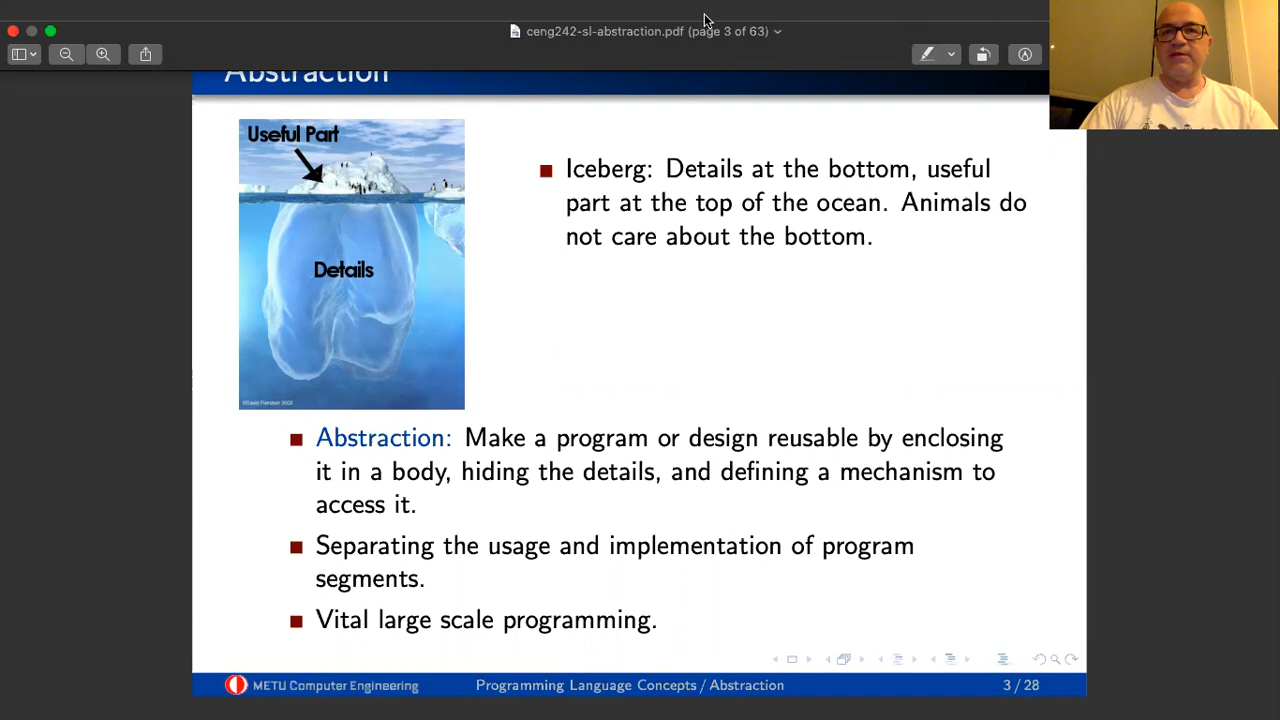 ceng242-sl-abstraction.pdf (page 3 of 63)
Abstraction
Useful Part
Details
©David Fierstein 2002
Iceberg: Details at the bottom, useful
part at the top of the ocean. Animals do
not care about the bottom.
Abstraction: Make a program or design reusable by enclosing
it in a body, hiding the details, and defining a mechanism to
access it.
Separating the usage and implementation of program
segments.
Vital large scale programming.
METU Computer Engineering
Programming Language Concepts / Abstraction
3 / 28